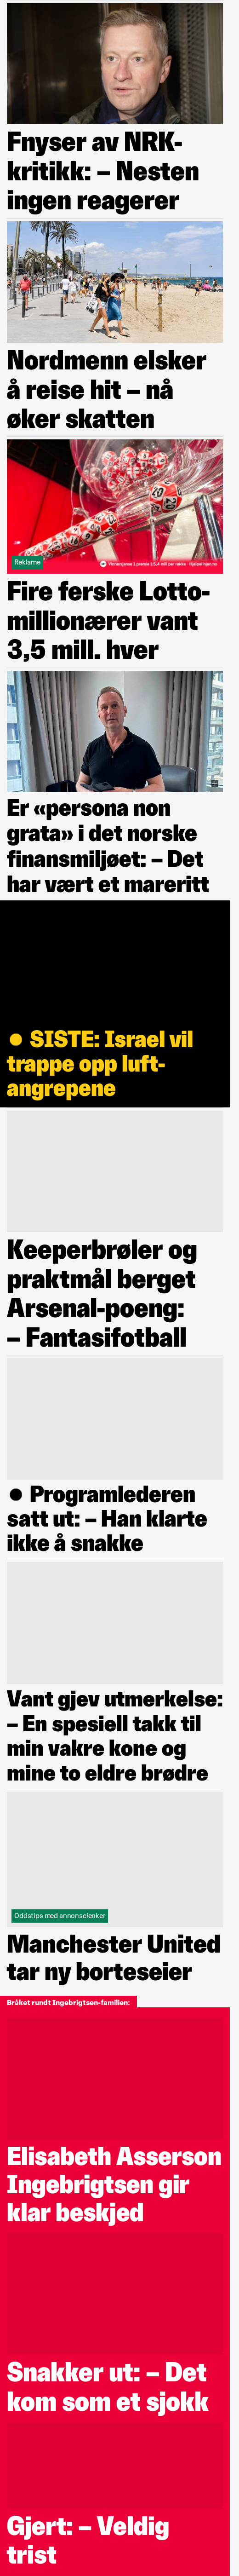 Fnyser av NRK-
kritikk: – Nesten
ingen reagerer
Nordmenn elsker
å reise hit – nå
øker skatten
Reklame
Vinnersjanse 1.premie 1:5,4 mill per rekke - Hjelpelinjen.no
Fire ferske Lotto-
millionærer vant
3,5 mill. hver
Er «persona non
grata» i det norske
finansmiljøet: – Det
har vært et mareritt
● SISTE: Israel vil
trappe opp luft-
angrepene
Keeperbrøler og
praktmål berget
Arsenal-poeng:
– Fantasifotball
● Programlederen
satt ut: – Han klarte
ikke å snakke
Vant gjev utmerkelse:
– En spesiell takk til
min vakre kone og
mine to eldre brødre
Oddstips med annonselenker
Manchester United
tar ny borteseier
Bråket rundt Ingebrigtsen-familien:
Elisabeth Asserson
Ingebrigtsen gir
klar beskjed
Snakker ut: – Det
kom som et sjokk
Gjert: – Veldig
trist